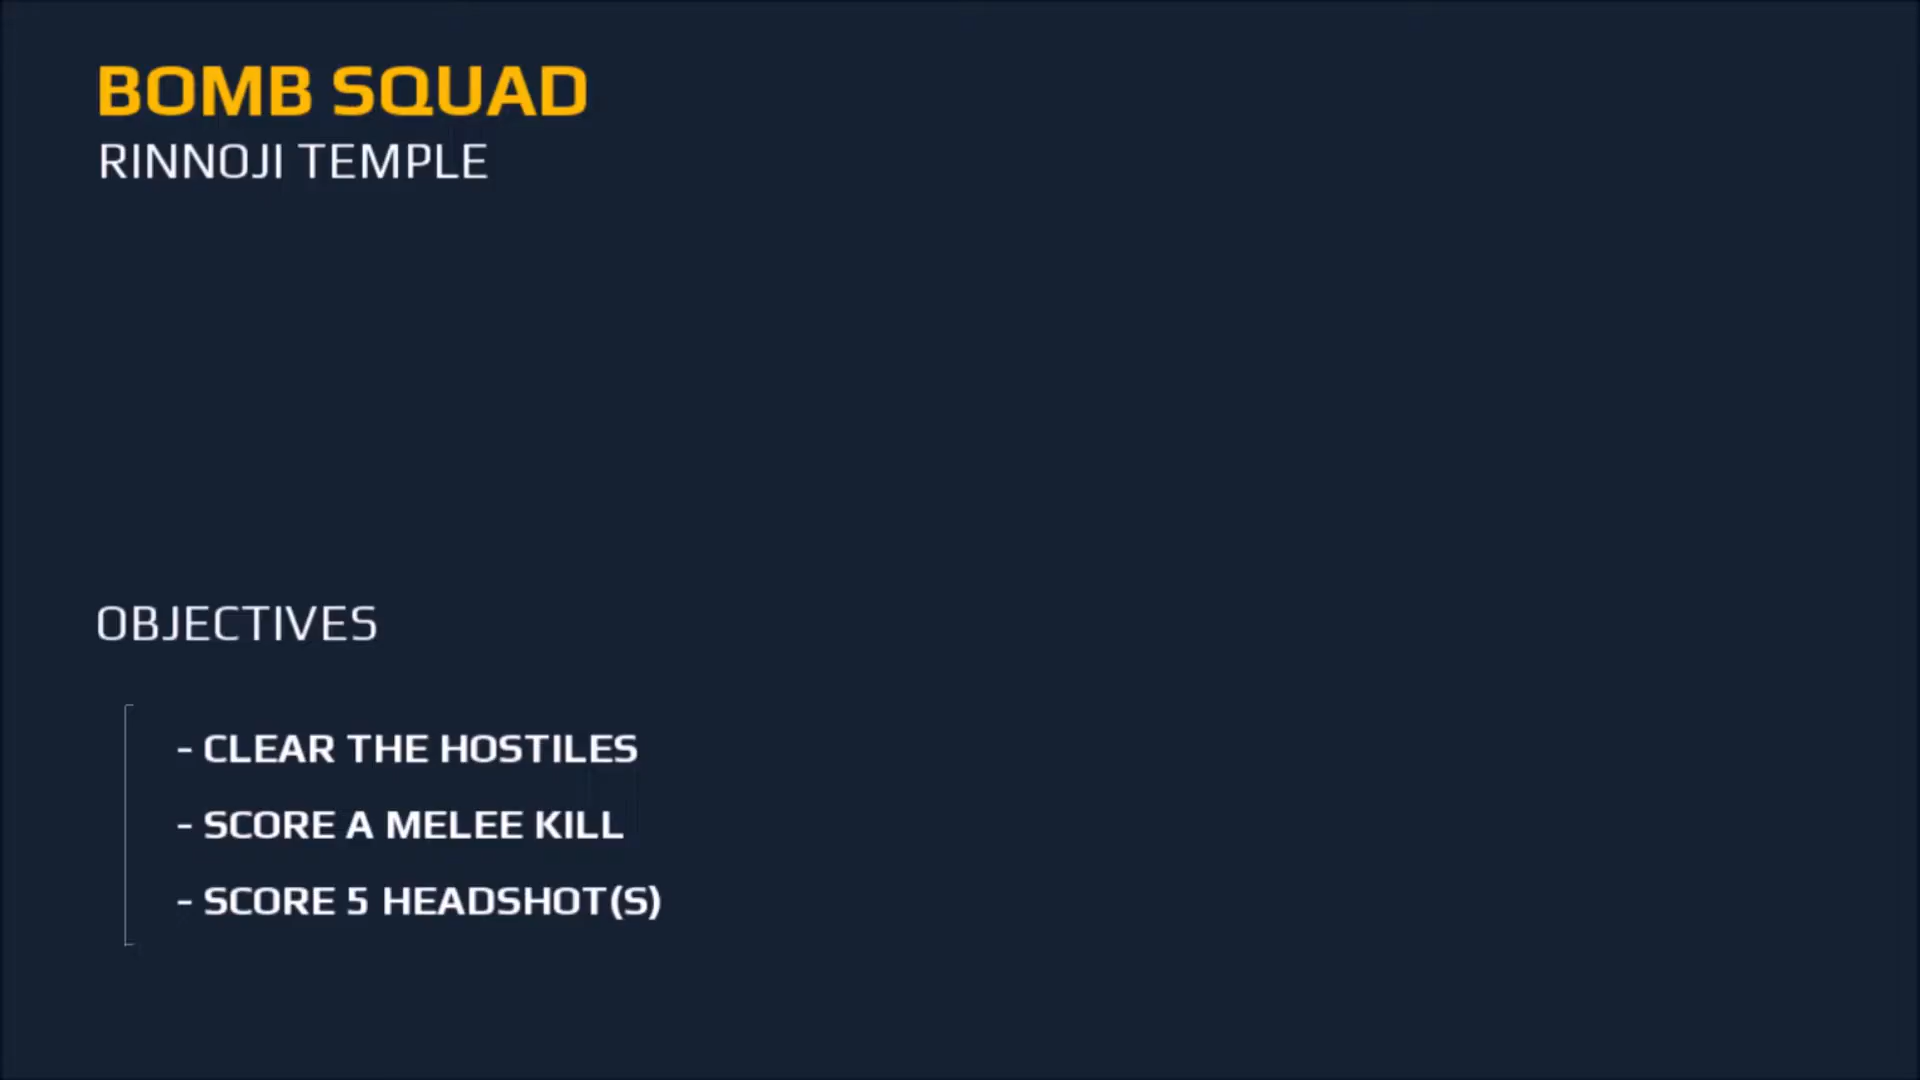 BOMB SQUAD
RINNOJI TEMPLE
OBJECTIVES
- CLEAR THE HOSTILES
- SCORE A MELEE KILL
- SCORE 5 HEADSHOT(S)